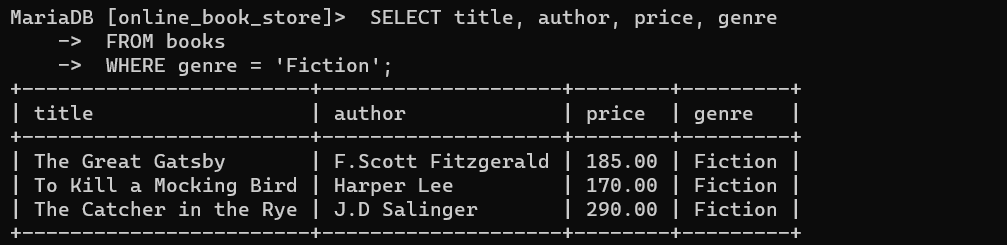 MariaDB [online_book_store]>  SELECT title, author, price, genre
    ->  FROM books
    ->  WHERE genre = 'Fiction';
+------------------------+--------------------+--------+---------+
| title                  | author             | price  | genre   |
+------------------------+--------------------+--------+---------+
| The Great Gatsby       | F.Scott Fitzgerald | 185.00 | Fiction |
| To Kill a Mocking Bird | Harper Lee         | 170.00 | Fiction |
| The Catcher in the Rye | J.D Salinger       | 290.00 | Fiction |
+------------------------+--------------------+--------+---------+